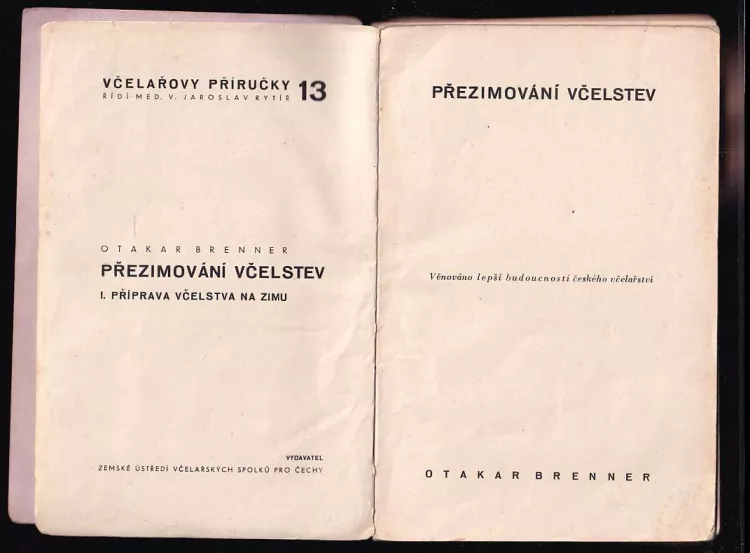 VČELAŘOVY PŘÍRUČKY 13
ŘÍDÍ MED. V. JAROSLAV RYTÍŘ
OTAKAR BRENNER
PŘEZIMOVÁNÍ VČELSTEV
I. PŘÍPRAVA VČELSTVA NA ZIMU
VYDAVATEL
ZEMSKÉ ÚSTŘEDÍ VČELAŘSKÝCH SPOLKŮ PRO ČECHY
PŘEZIMOVÁNÍ VČELSTEV
Věnováno lepší budoucnosti českého včelařství
OTAKAR BRENNER